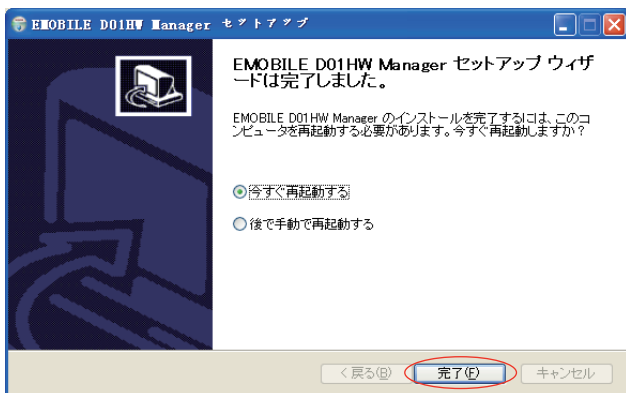 EMOBILE D01HW Manager セットアップ
EMOBILE D01HW Manager セットアップ ウィザ
ードは完了しました。
EMOBILE D01HW Manager のインストールを完了するには、このコ
ンピュータを再起動する必要があります。今すぐ再起動しますか？
今すぐ再起動する
後で手動で再起動する
< 戻る(B)
完了(F)
キャンセル